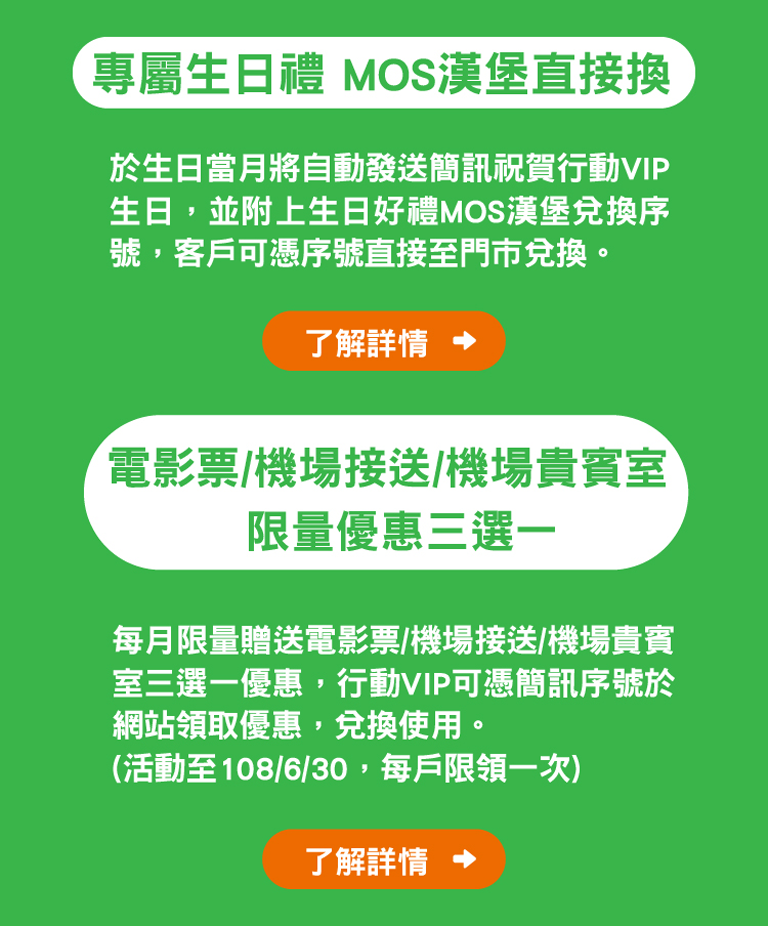 專屬生日禮 MOS漢堡直接換
於生日當月將自動發送簡訊祝賀行動VIP
生日，並附上生日好禮MOS漢堡兌換序
號，客戶可憑序號直接至門市兌換。
了解詳情 ➜
電影票/機場接送/機場貴賓室
限量優惠三選一
每月限量贈送電影票/機場接送/機場貴賓
室三選一優惠，行動VIP可憑簡訊序號於
網站領取優惠，兌換使用。
(活動至108/6/30，每戶限領一次)
了解詳情 ➜